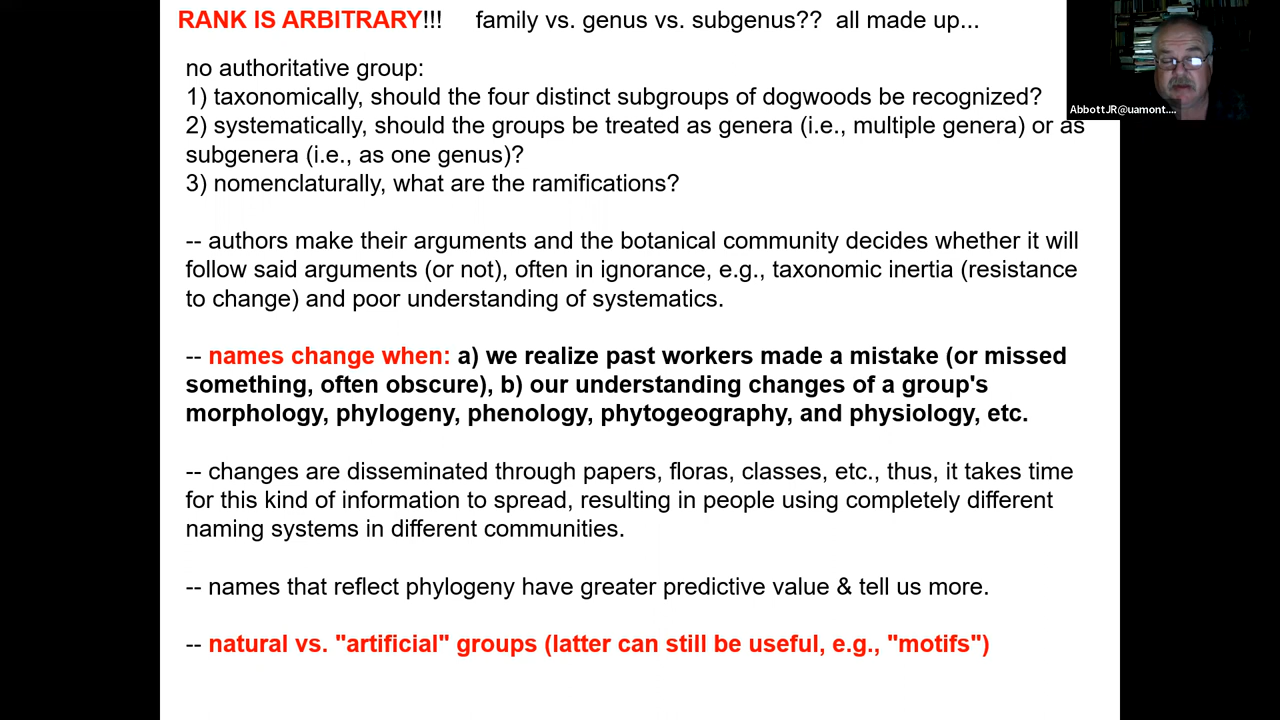 RANK IS ARBITRARY!!! family vs. genus vs. subgenus?? all made up...
no authoritative group:
1) taxonomically, should the four distinct subgroups of dogwoods be recognized?
2) systematically, should the groups be treated as genera (i.e., multiple genera) or as
subgenera (i.e., as one genus)?
3) nomenclaturally, what are the ramifications?
-- authors make their arguments and the botanical community decides whether it will
follow said arguments (or not), often in ignorance, e.g., taxonomic inertia (resistance
to change) and poor understanding of systematics.
-- names change when: a) we realize past workers made a mistake (or missed
something, often obscure), b) our understanding changes of a group's
morphology, phylogeny, phenology, phytogeography, and physiology, etc.
-- changes are disseminated through papers, floras, classes, etc., thus, it takes time
for this kind of information to spread, resulting in people using completely different
naming systems in different communities.
-- names that reflect phylogeny have greater predictive value & tell us more.
-- natural vs. "artificial" groups (latter can still be useful, e.g., "motifs")
AbbottJR@uamont....